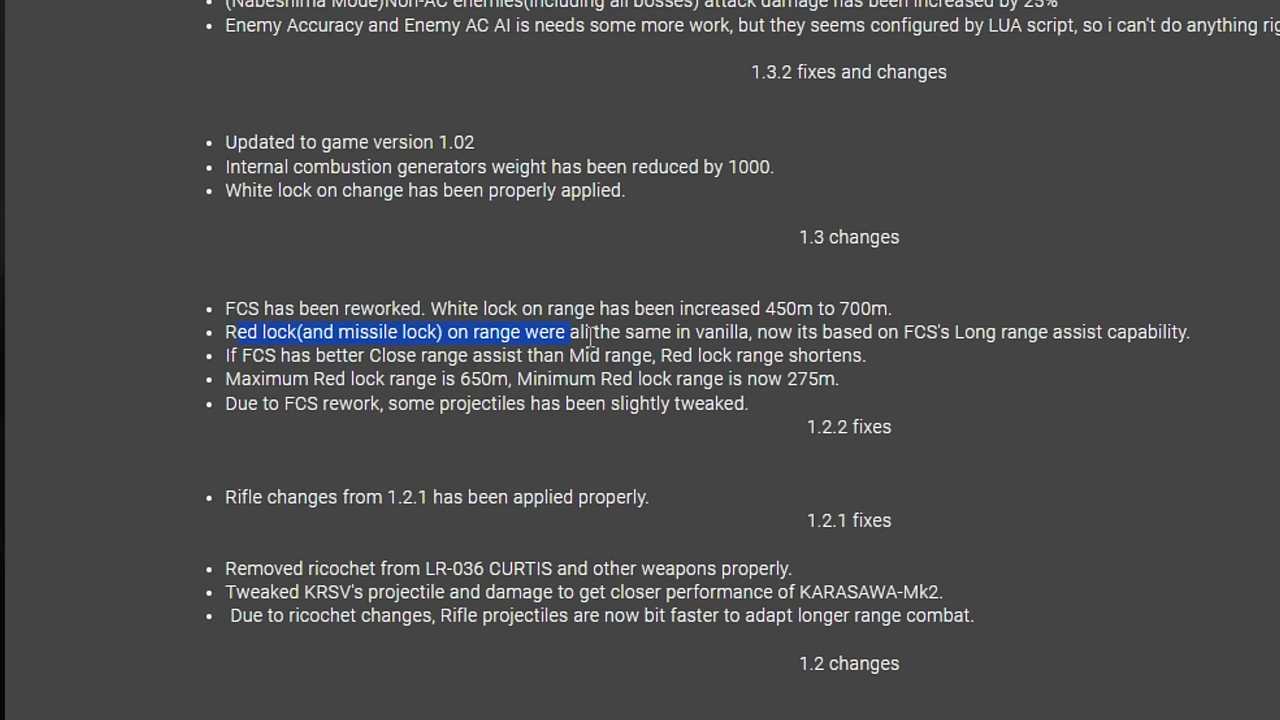 (Nabeshima Mode)Non-AC enemies(including all bosses) attack damage has been increased by 25%
Enemy Accuracy and Enemy AC AI is needs some more work, but they seems configured by LUA script, so i can't do anything
1.3.2 fixes and changes
Updated to game version 1.02
Internal combustion generators weight has been reduced by 1000.
White lock on change has been properly applied.
1.3 changes
FCS has been reworked. White lock on range has been increased 450m to 700m.
Red lock(and missile lock) on range were all the same in vanilla, now its based on FCS's Long range assist capability.
If FCS has better Close range assist than Mid range, Red lock range shortens.
Maximum Red lock range is 650m, Minimum Red lock range is now 275m.
Due to FCS rework, some projectiles has been slightly tweaked.
1.2.2 fixes
Rifle changes from 1.2.1 has been applied properly.
1.2.1 fixes
Removed ricochet from LR-036 CURTIS and other weapons properly.
Tweaked KRSV's projectile and damage to get closer performance of KARASAWA-Mk2.
Due to ricochet changes, Rifle projectiles are now bit faster to adapt longer range combat.
1.2 changes